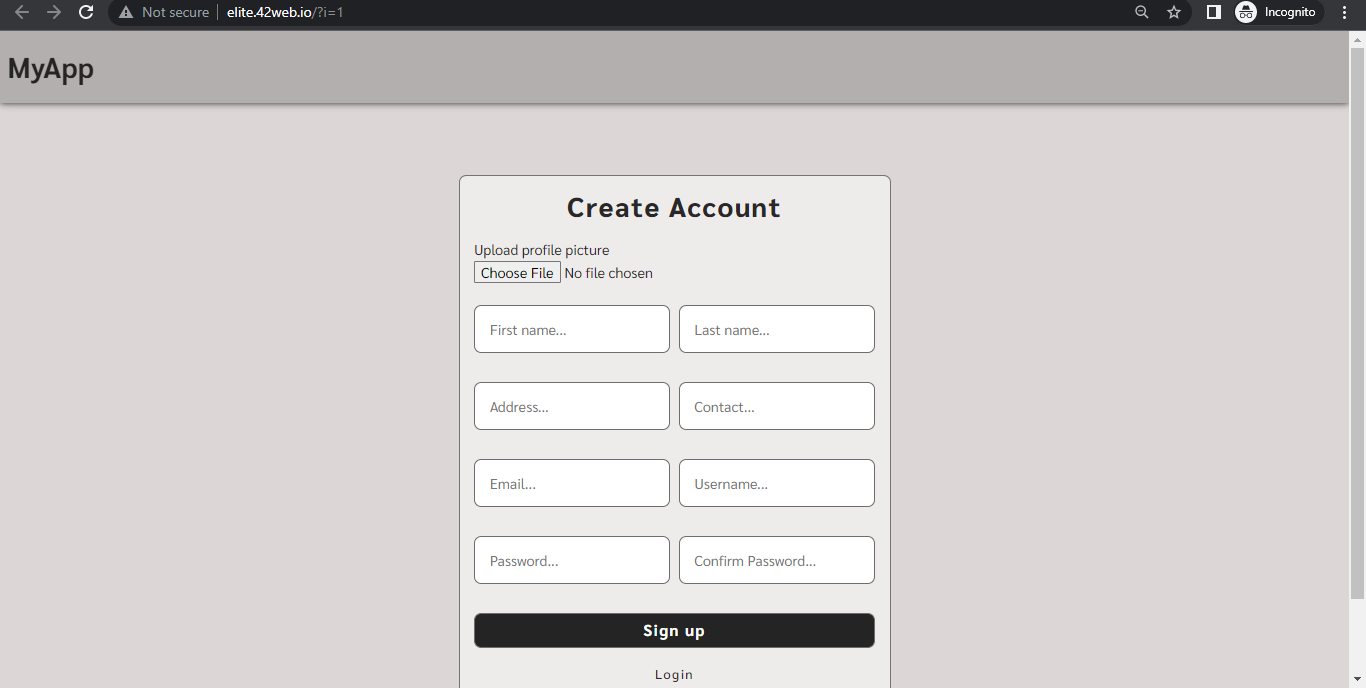 Not secure elite.42web.io/?i=1 Incognito
MyApp
Create Account
Upload profile picture
Choose File No file chosen
First name... Last name...
Address... Contact...
Email... Username...
Password... Confirm Password...
Sign up
Login